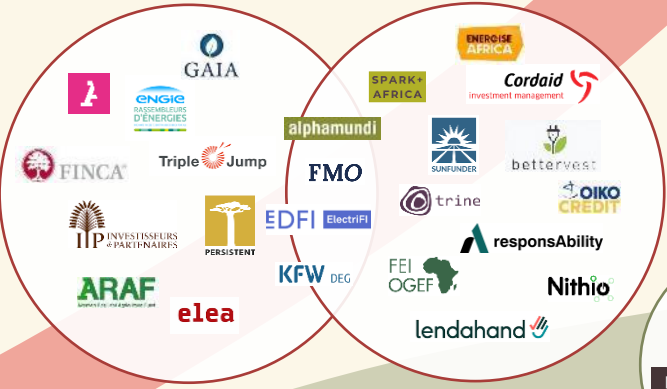 GAIA
ENGIE
RASSEMBLEURS
D'ÉNERGIES
FINCA
Triple Jump
I&P INVESTISSEURS
& PARTENAIRES
PERSISTENT
ARAF
elea
alphamundi
FMO
EDFI ElectriFI
KFW DEG
ENERGISE
AFRICA
SPARK+
AFRICA
Cordaid
investment management
SUNFUNDER
bettervest
trine
OIKO
CREDIT
responsAbility
FEI
OGEF
Nithio
lendahand